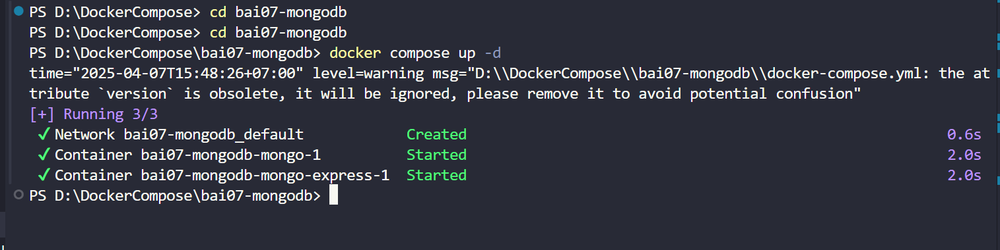 PS D:\DockerCompose> cd bai07-mongodb
PS D:\DockerCompose> cd bai07-mongodb
PS D:\DockerCompose\bai07-mongodb> docker compose up -d
time="2025-04-07T15:48:26+07:00" level=warning msg="D:\\DockerCompose\\bai07-mongodb\\docker-compose.yml: the at
tribute `version` is obsolete, it will be ignored, please remove it to avoid potential confusion"
[+] Running 3/3
✔ Network bai07-mongodb_default Created 0.6s
✔ Container bai07-mongodb-mongo-1 Started 2.0s
✔ Container bai07-mongodb-mongo-express-1 Started 2.0s
PS D:\DockerCompose\bai07-mongodb>